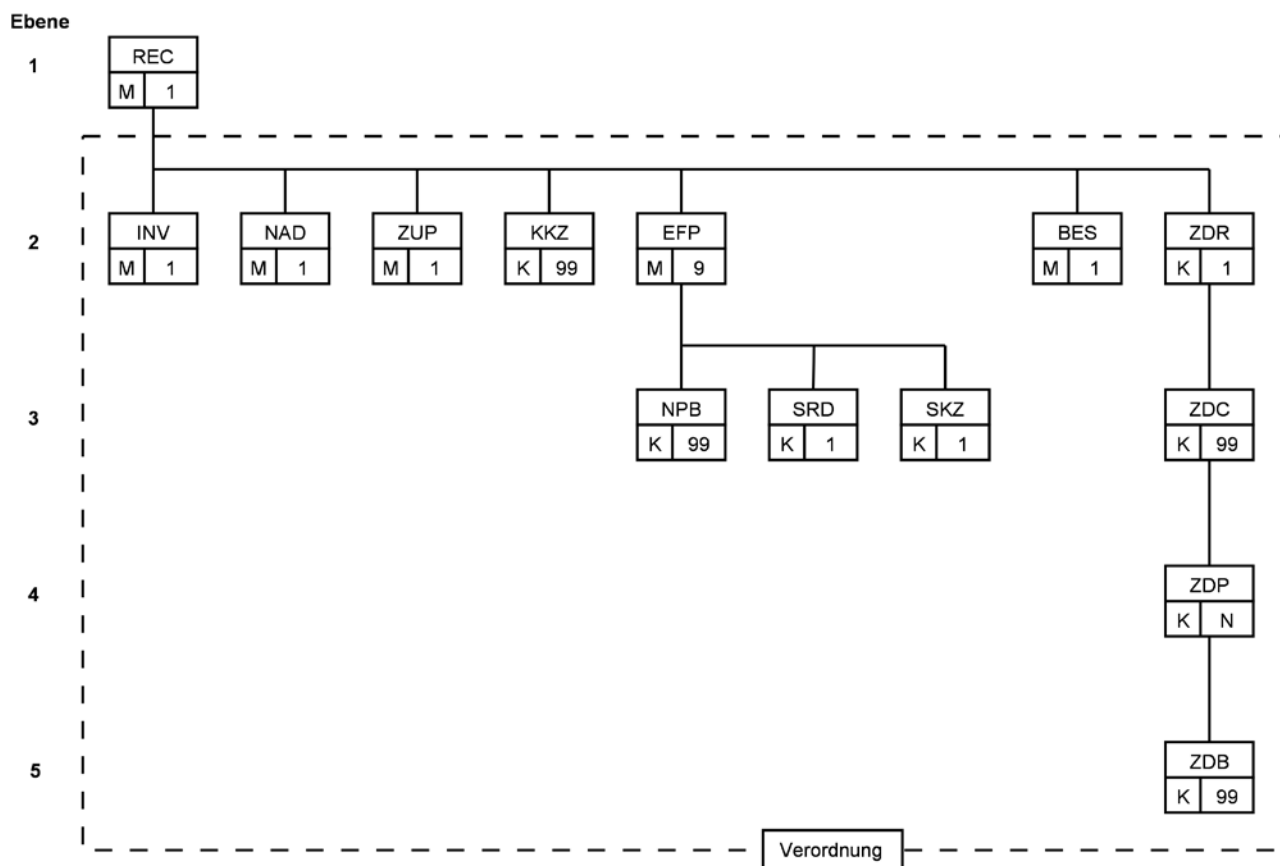 Ebene
1
REC
M 1
2
INV NAD ZUP KKZ EFP BES ZDR
M 1 M 1 M 1 K 99 M 9 M 1 K 1
3
NPB SRD SKZ ZDC
K 99 K 1 K 1 K 99
4
ZDP
K N
5
ZDB
K 99
Verordnung